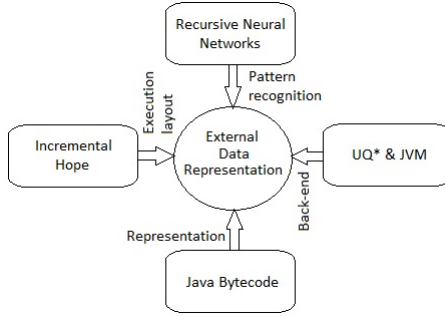 Recursive Neural
Networks
Pattern
recognition
Execution
layout
Incremental
Hope
External
Data
Representation
UQ* & JVM
Back-end
Representation
Java Bytecode